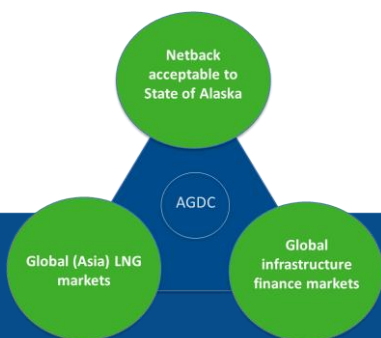 Netback
acceptable to
State of Alaska
AGDC
Global (Asia) LNG
markets
Global
infrastructure
finance markets